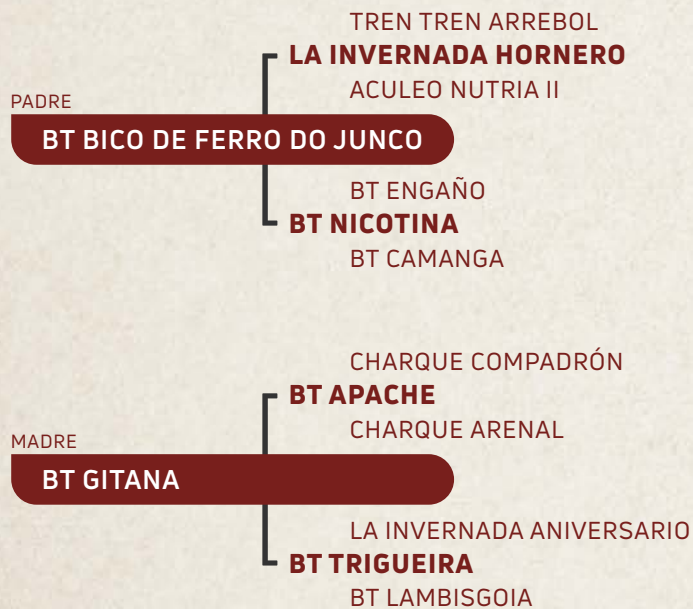 TREN TREN ARREBOL
LA INVERNADA HORNERO
ACULEO NUTRIA II
PADRE
BT BICO DE FERRO DO JUNCO
BT ENGAÑO
BT NICOTINA
BT CAMANGA
CHARQUE COMPADRÓN
BT APACHE
CHARQUE ARENAL
MADRE
BT GITANA
LA INVERNADA ANIVERSARIO
BT TRIGUEIRA
BT LAMBISGOIA